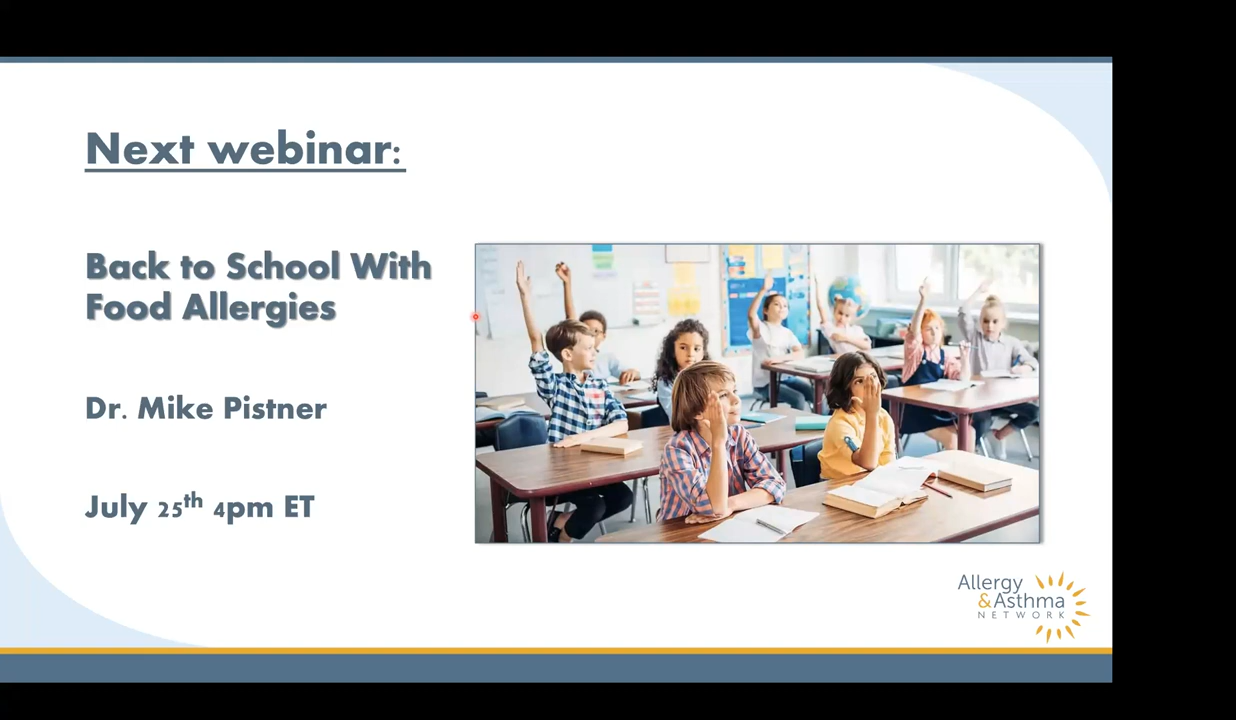 Next webinar:
Back to School With
Food Allergies
Dr. Mike Pistner
July 25th 4pm ET
Allergy
&Asthma
NETWORK